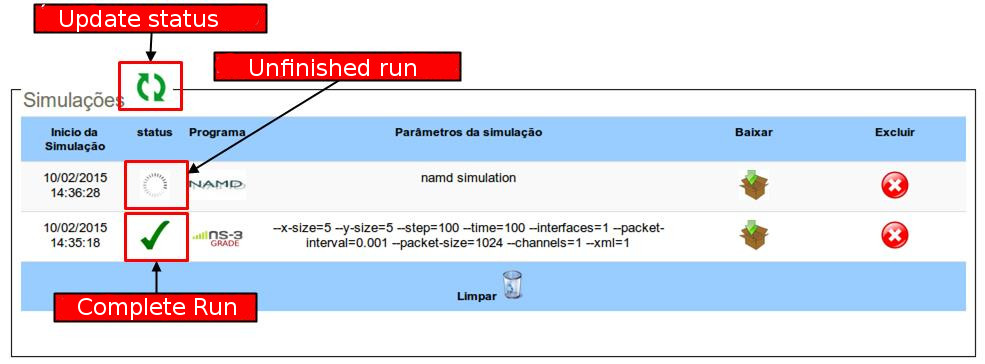 Update status
Unfinished run
Simulações
Inicio da Simulação status Programa Parâmetros da simulação Baixar Excluir
10/02/2015 14:36:28 NAMD namd simulation
10/02/2015 14:35:18 ns-3 GRADE --x-size=5 --y-size=5 --step=100 --time=100 --interfaces=1 --packet-
interval=0.001 --packet-size=1024 --channels=1 --xml=1
Limpar
Complete Run